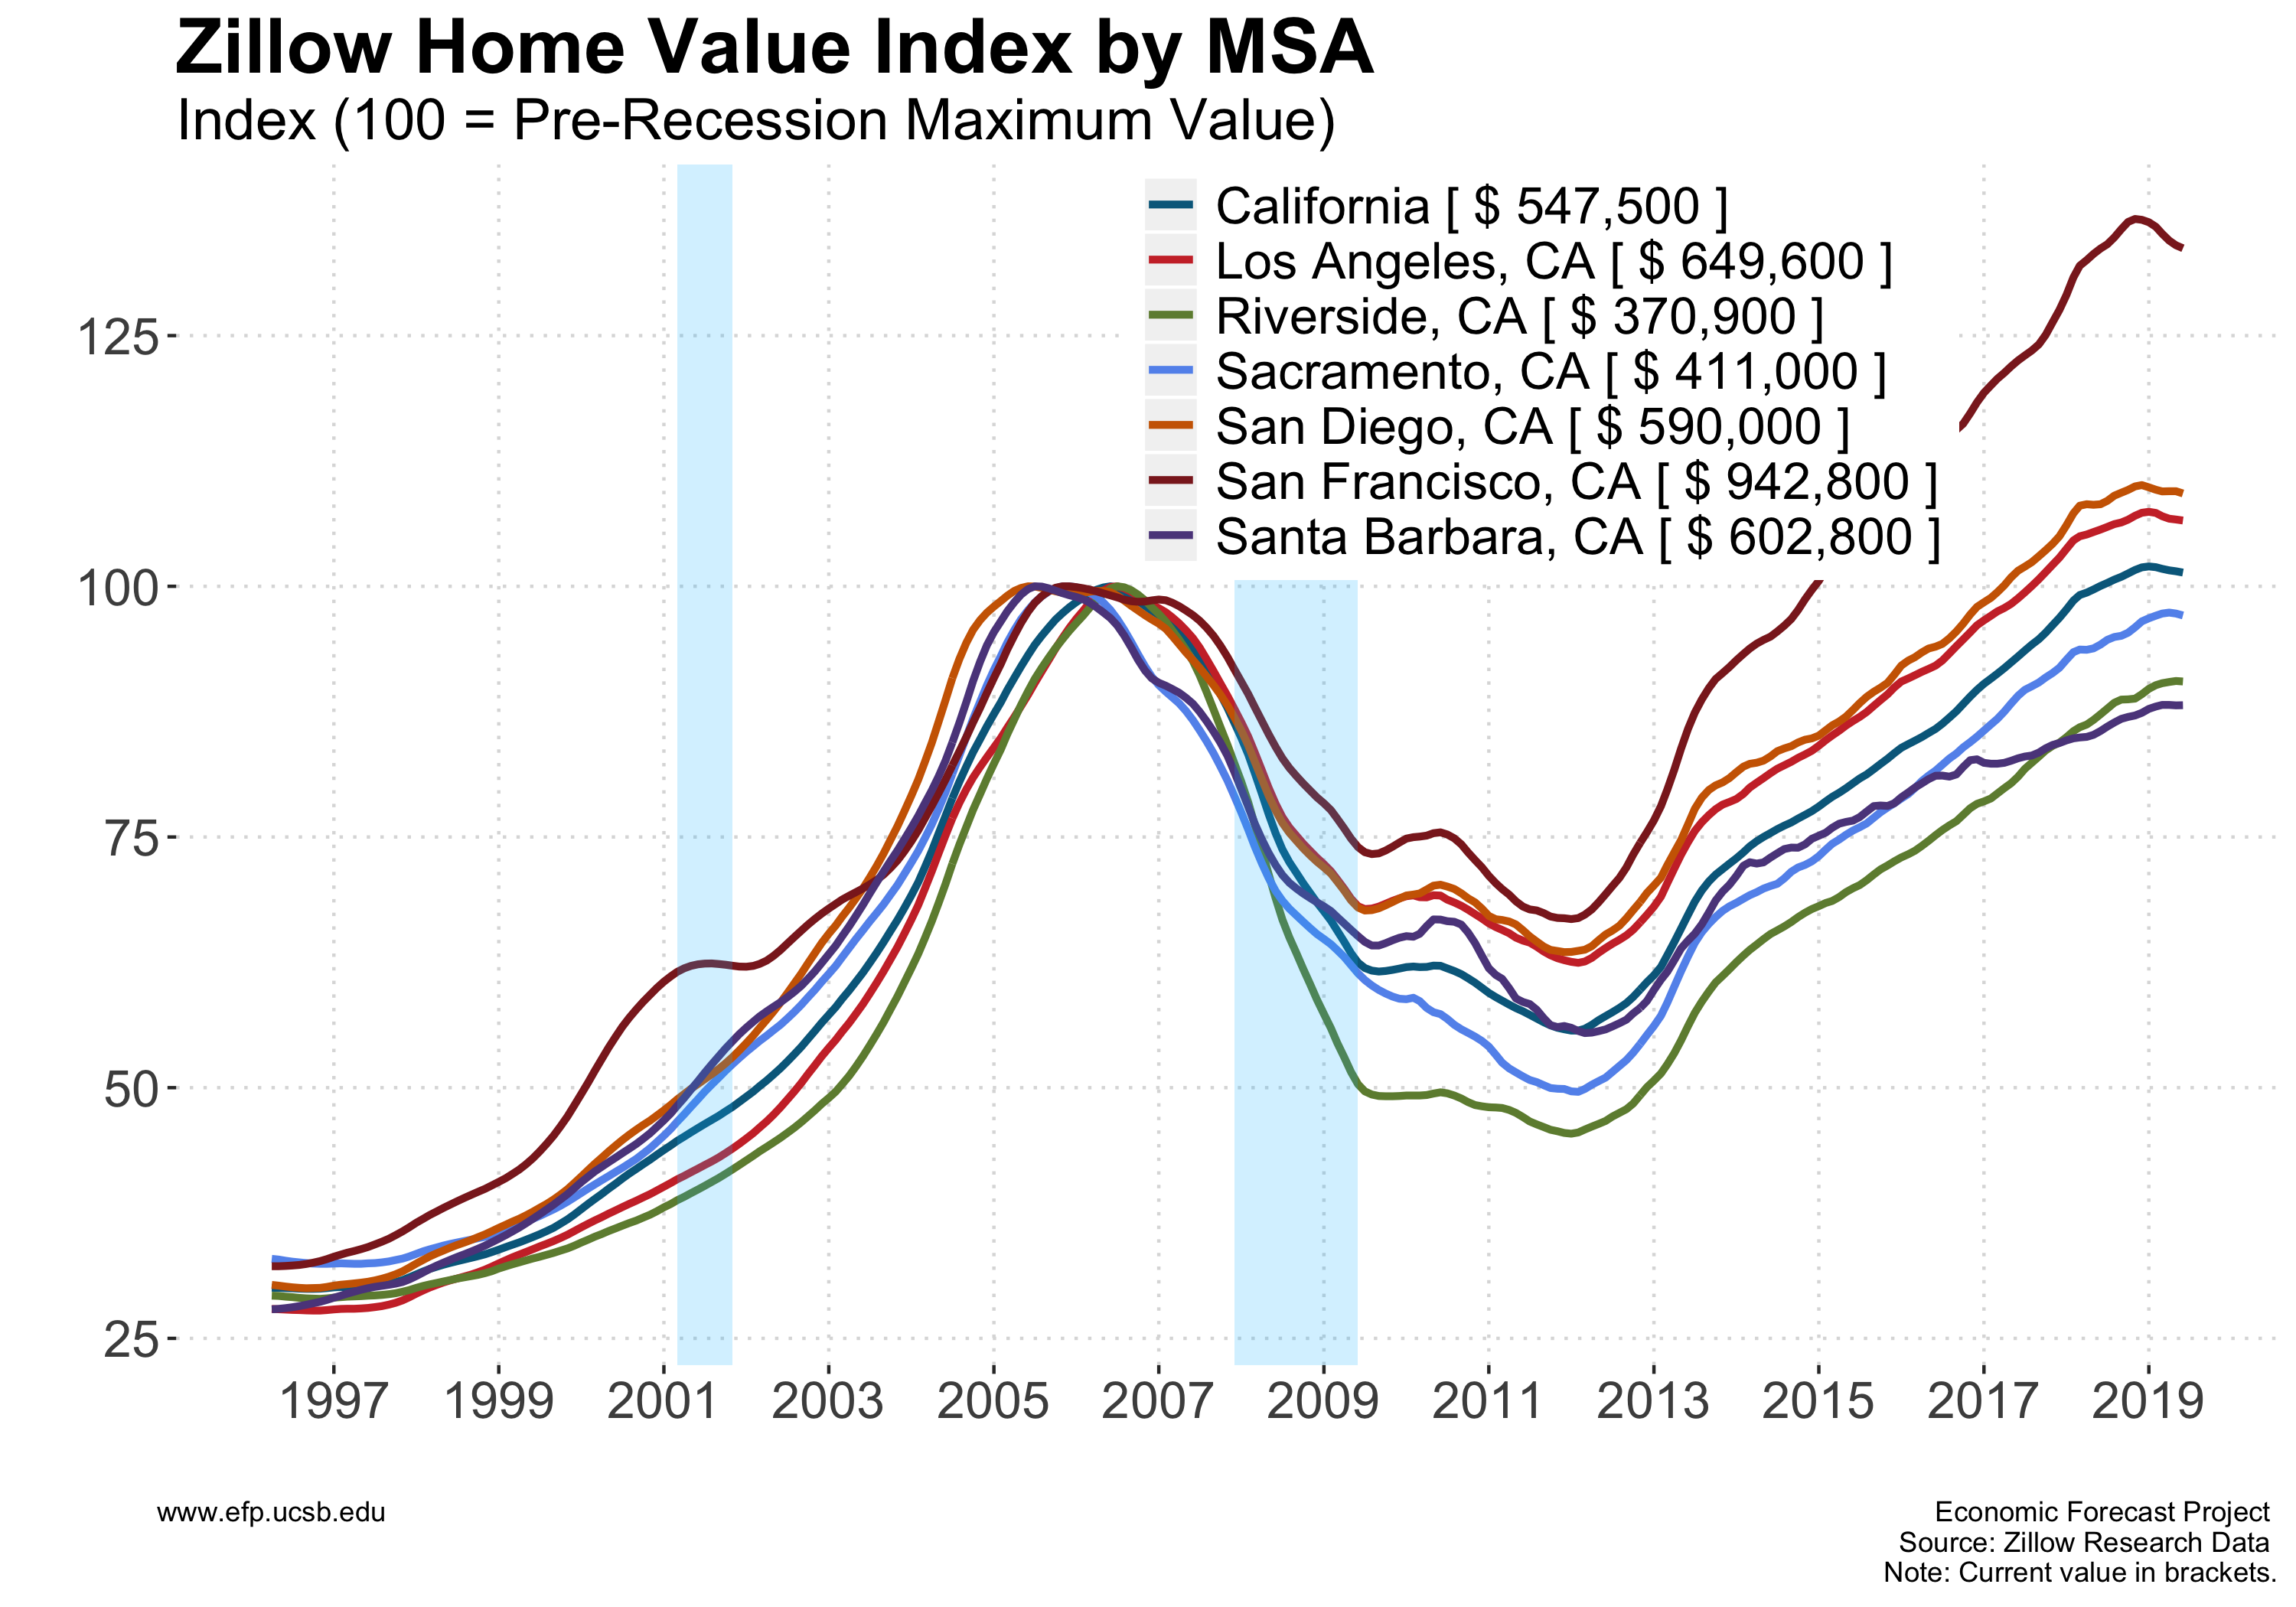 Zillow Home Value Index by MSA
Index (100 = Pre-Recession Maximum Value)
California [ $ 547,500 ]
Los Angeles, CA [ $ 649,600 ]
Riverside, CA [ $ 370,900 ]
Sacramento, CA [ $ 411,000 ]
San Diego, CA [ $ 590,000 ]
San Francisco, CA [ $ 942,800 ]
Santa Barbara, CA [ $ 602,800 ]
125
100
75
50
25
1997 1999 2001 2003 2005 2007 2009 2011 2013 2015 2017 2019
www.efp.ucsb.edu
Economic Forecast Project
Source: Zillow Research Data
Note: Current value in brackets.